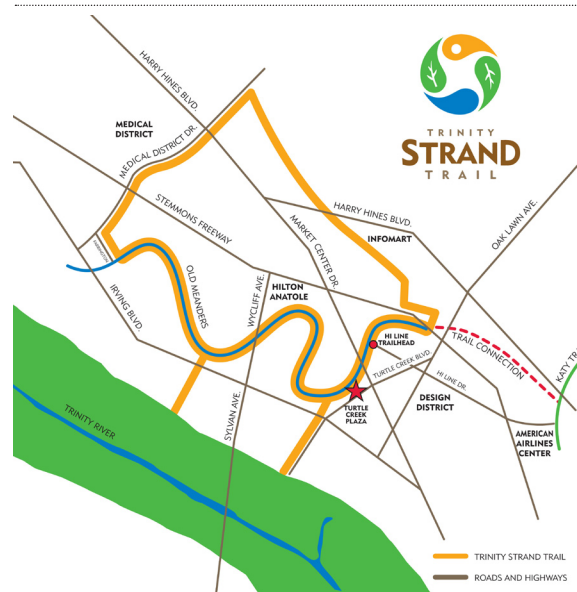 TRINITY
STRAND
TRAIL
HARRY HINES BLVD.
MEDICAL
DISTRICT
MEDICAL DISTRICT DR.
STEMMONS FREEWAY
MARKET CENTER DR.
HARRY HINES BLVD.
INFOMART
OAK LAWN AVE.
IRVING BLVD.
OLD MEANDERS
WYCLIFF AVE.
HILTON
ANATOLE
HI LINE
TRAILHEAD
TRAIL CONNECTION
TURTLE CREEK BLVD.
HI LINE DR.
KATY TR
TURTLE
CREEK
PLAZA
DESIGN
DISTRICT
AMERICAN
AIRLINES
CENTER
SYLVAN AVE.
TRINITY RIVER
TRINITY STRAND TRAIL
ROADS AND HIGHWAYS